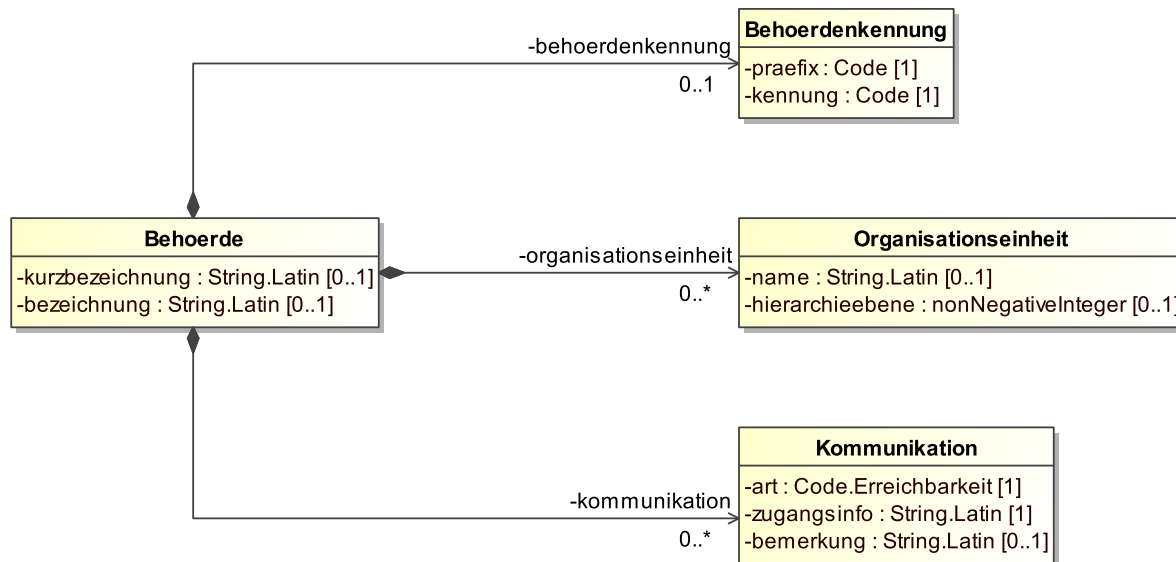 Behoerdenkennung
-praefix : Code [1]
-kennung : Code [1]
-behoerdenkennung
0..1
Behoerde
-kurzbezeichnung : String.Latin [0..1]
-bezeichnung : String.Latin [0..1]
-organisationseinheit
0..*
Organisationseinheit
-name : String.Latin [0..1]
-hierarchieebene : nonNegativeInteger [0..1]
-kommunikation
0..*
Kommunikation
-art : Code.Erreichbarkeit [1]
-zugangsinfo : String.Latin [1]
-bemerkung : String.Latin [0..1]